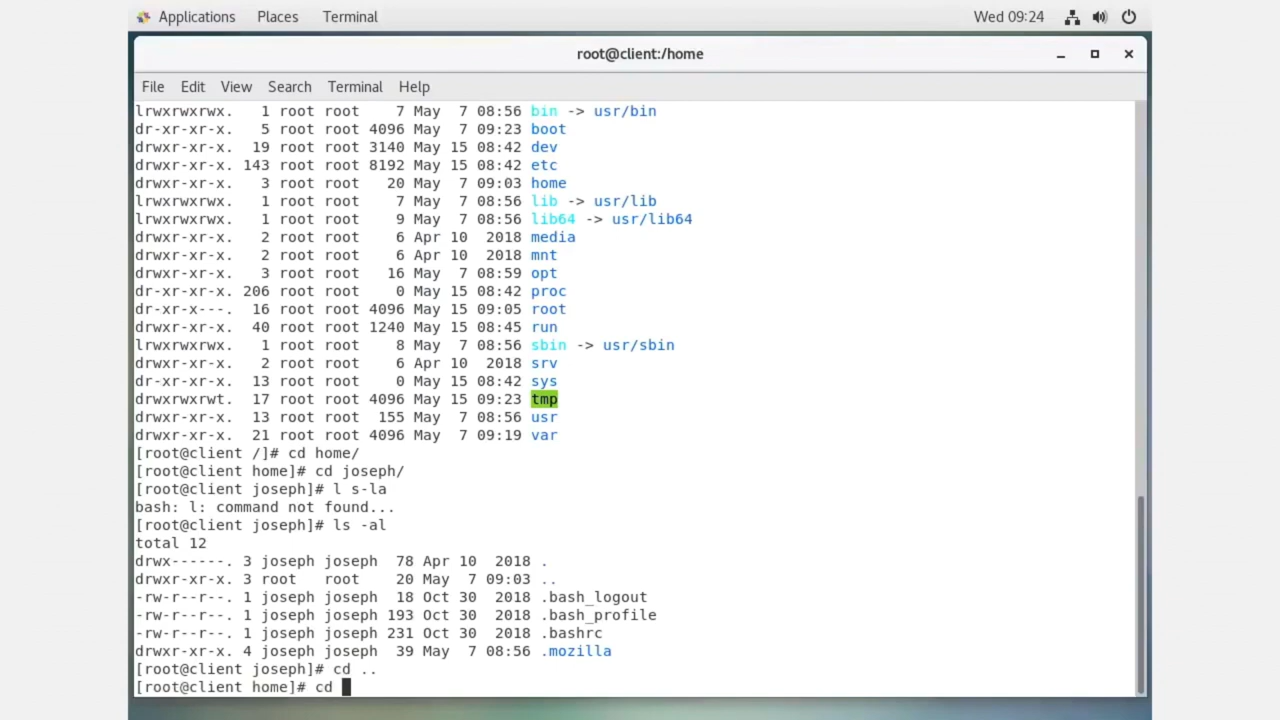 Applications Places Terminal Wed 09:24
root@client:/home
File Edit View Search Terminal Help
lrwxrwxrwx.   1 root root    7 May  7 08:56 bin -> usr/bin
dr-xr-xr-x.   5 root root 4096 May  7 09:23 boot
drwxr-xr-x.  19 root root 3140 May 15 08:42 dev
drwxr-xr-x. 143 root root 8192 May 15 08:42 etc
drwxr-xr-x.   3 root root   20 May  7 09:03 home
lrwxrwxrwx.   1 root root    7 May  7 08:56 lib -> usr/lib
lrwxrwxrwx.   1 root root    9 May  7 08:56 lib64 -> usr/lib64
drwxr-xr-x.   2 root root    6 Apr 10  2018 media
drwxr-xr-x.   2 root root    6 Apr 10  2018 mnt
drwxr-xr-x.   3 root root   16 May  7 08:59 opt
dr-xr-xr-x. 206 root root    0 May 15 08:42 proc
dr-xr-x---.  16 root root 4096 May 15 09:05 root
drwxr-xr-x.  40 root root 1240 May 15 08:45 run
lrwxrwxrwx.   1 root root    8 May  7 08:56 sbin -> usr/sbin
drwxr-xr-x.   2 root root    6 Apr 10  2018 srv
dr-xr-xr-x.  13 root root    0 May 15 08:42 sys
drwxrwxrwt.  17 root root 4096 May 15 09:23 tmp
drwxr-xr-x.  13 root root  155 May  7 08:56 usr
drwxr-xr-x.  21 root root 4096 May  7 09:19 var
[root@client /]# cd home/
[root@client home]# cd joseph/
[root@client joseph]# l s-la
bash: l: command not found...
[root@client joseph]# ls -al
total 12
drwx------. 3 joseph joseph  78 Apr 10  2018 .
drwxr-xr-x. 3 root   root    20 May  7 09:03 ..
-rw-r--r--. 1 joseph joseph  18 Oct 30  2018 .bash_logout
-rw-r--r--. 1 joseph joseph 193 Oct 30  2018 .bash_profile
-rw-r--r--. 1 joseph joseph 231 Oct 30  2018 .bashrc
drwxr-xr-x. 4 joseph joseph  39 May  7 08:56 .mozilla
[root@client joseph]# cd ..
[root@client home]# cd